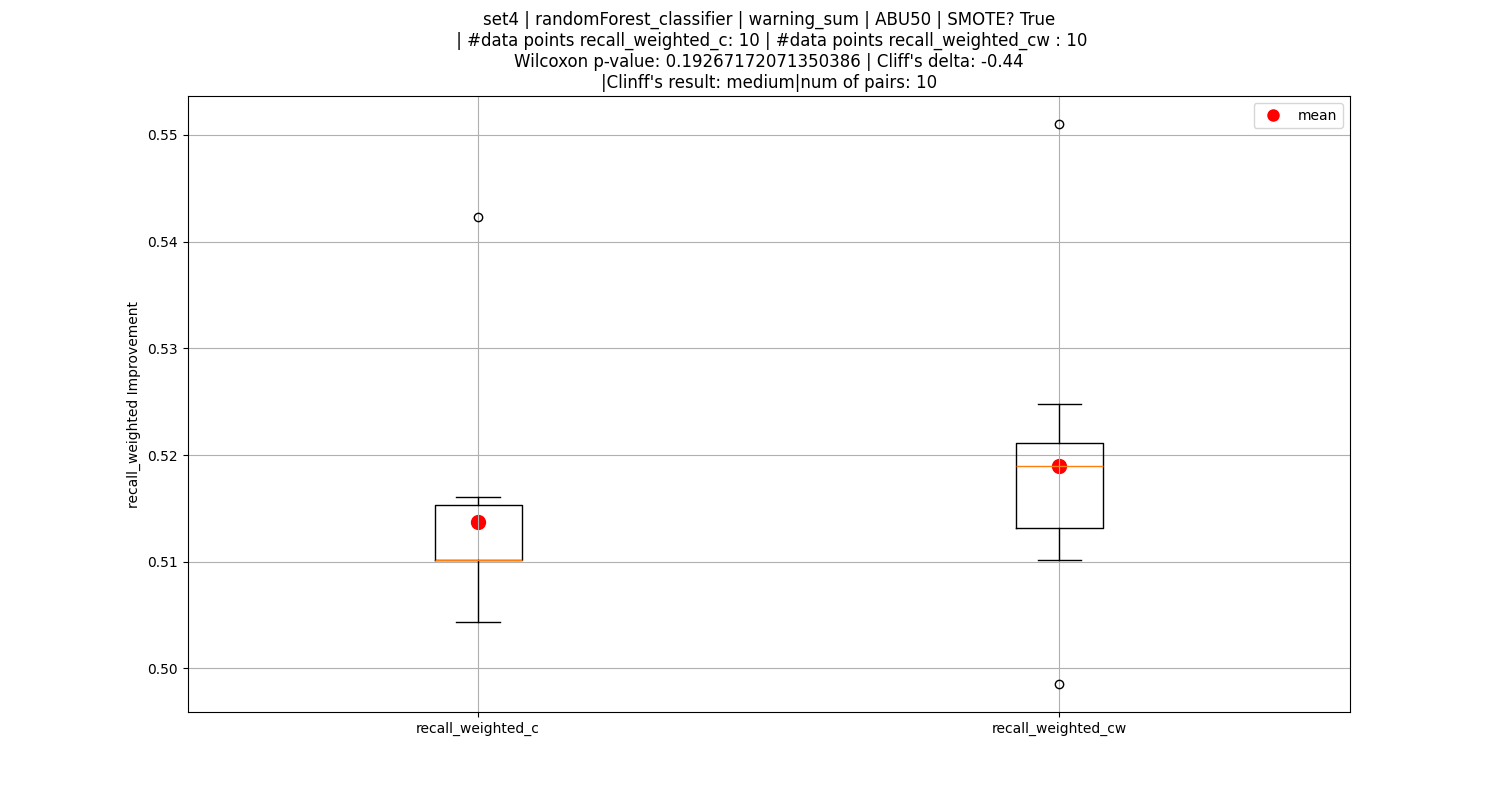 set4 | randomForest_classifier | warning_sum | ABU50 | SMOTE? True
| #data points recall_weighted_c: 10 | #data points recall_weighted_cw : 10
Wilcoxon p-value: 0.19267172071350386 | Cliff's delta: -0.44
|Clinff's result: medium|num of pairs: 10
mean
recall_weighted Improvement
0.55
0.54
0.53
0.52
0.51
0.50
recall_weighted_c
recall_weighted_cw